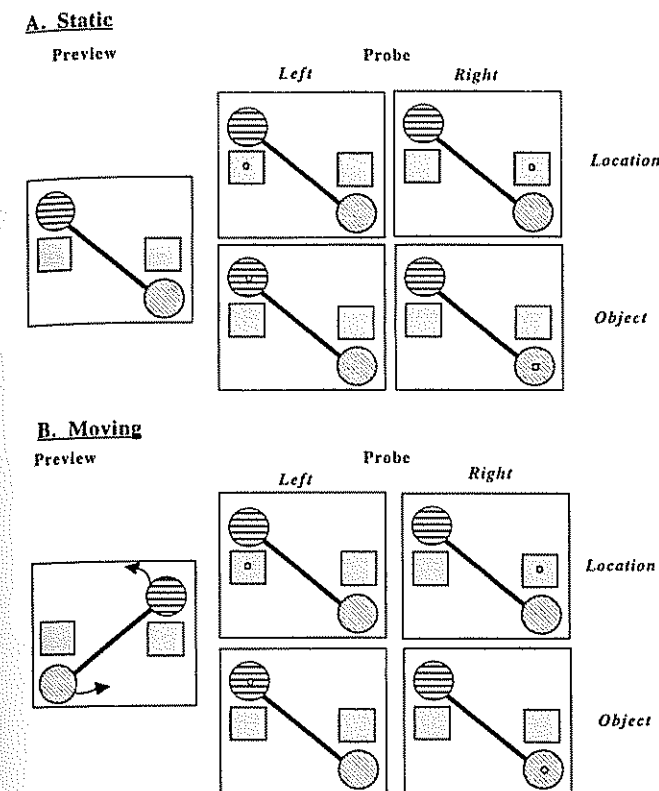 A. Static
Preview
Probe
Left
Right
Location
Object
B. Moving
Preview
Probe
Left
Right
Location
Object